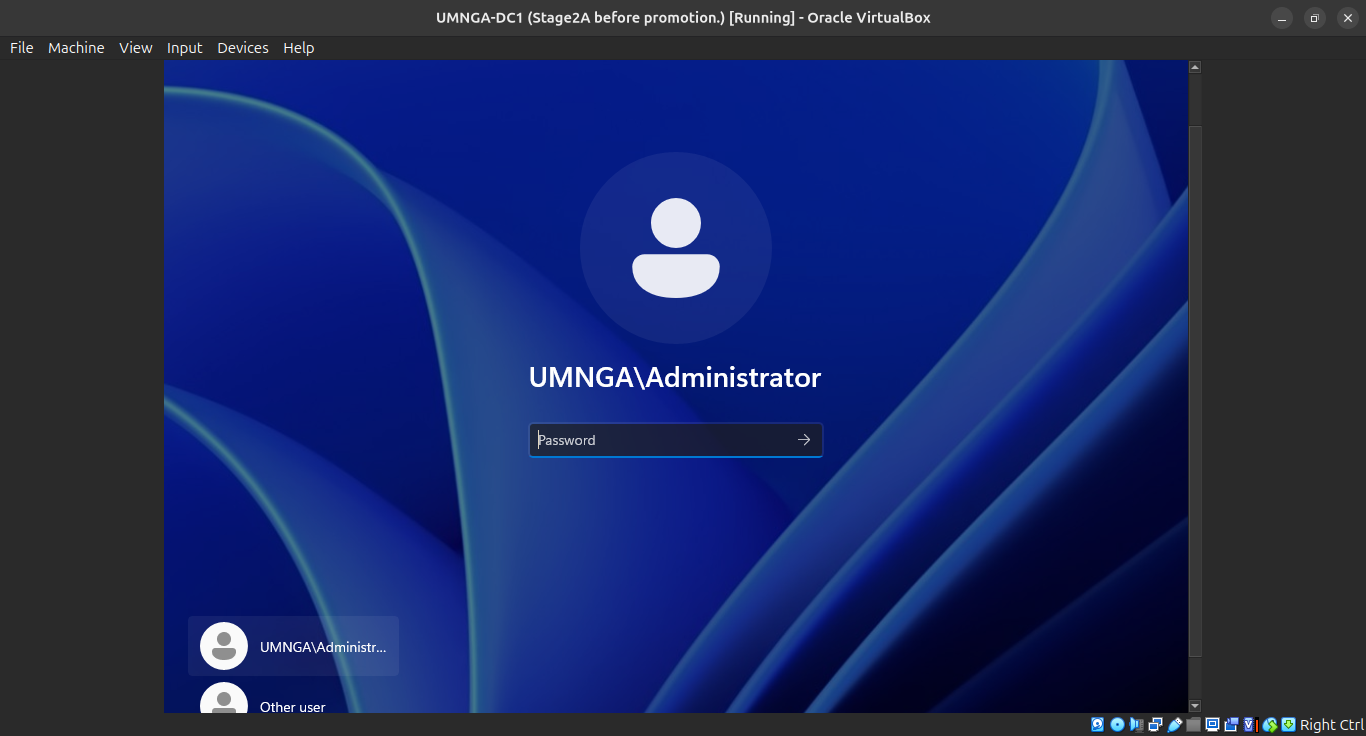 UMNGA-DC1 (Stage2A before promotion.) [Running] - Oracle VirtualBox
File Machine View Input Devices Help
UMNGA\Administrator
Password
UMNGA\Administr...
Other user
Right Ctrl